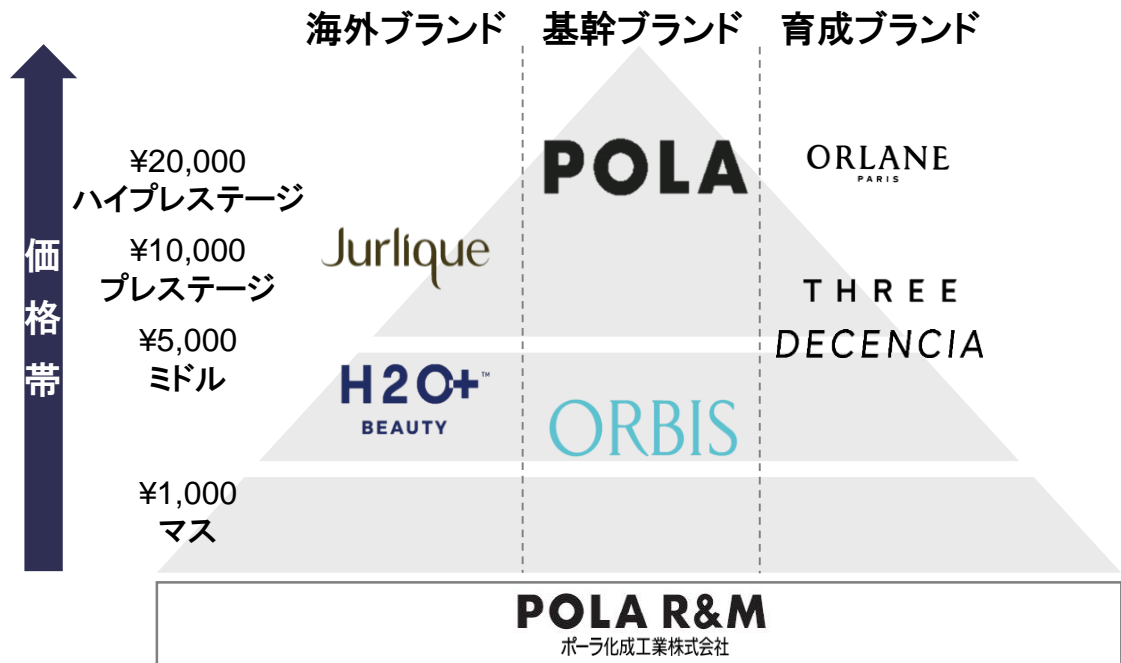 海外ブランド
基幹ブランド
育成ブランド
価格帯
¥20,000
ハイプレステージ
¥10,000
プレステージ
¥5,000
ミドル
¥1,000
マス
Jurlique
H2O+™
BEAUTY
POLA
ORBIS
ORLANE
PARIS
THREE
DECENCIA
POLA R&M
ポーラ化成工業株式会社